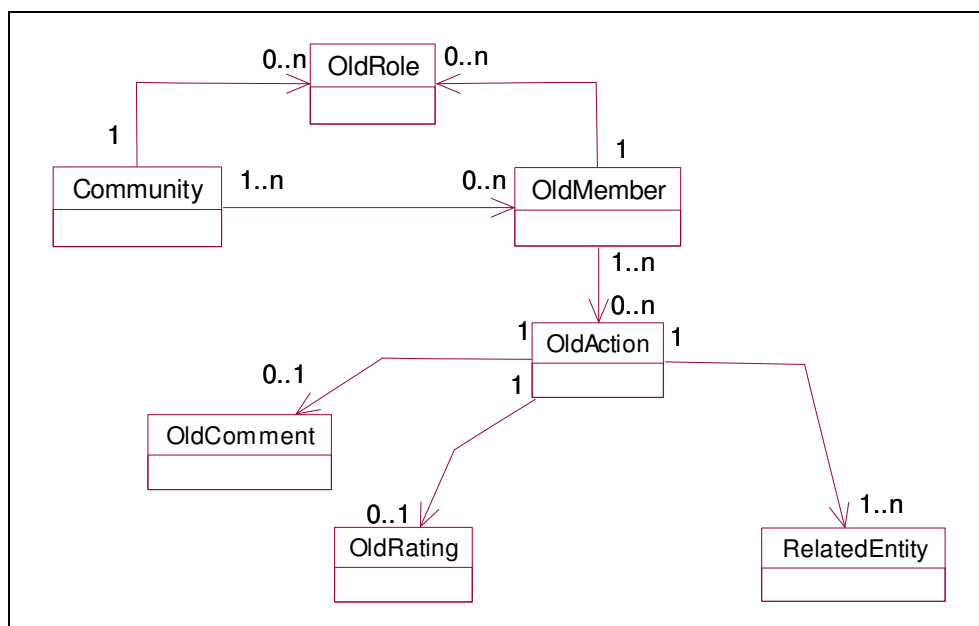 0..n
OldRole
0..n
1
1
Community
1..n
0..n
OldMember
1..n
0..n
1
OldAction
1
0..1
1
OldComment
0..1
1..n
OldRating
RelatedEntity